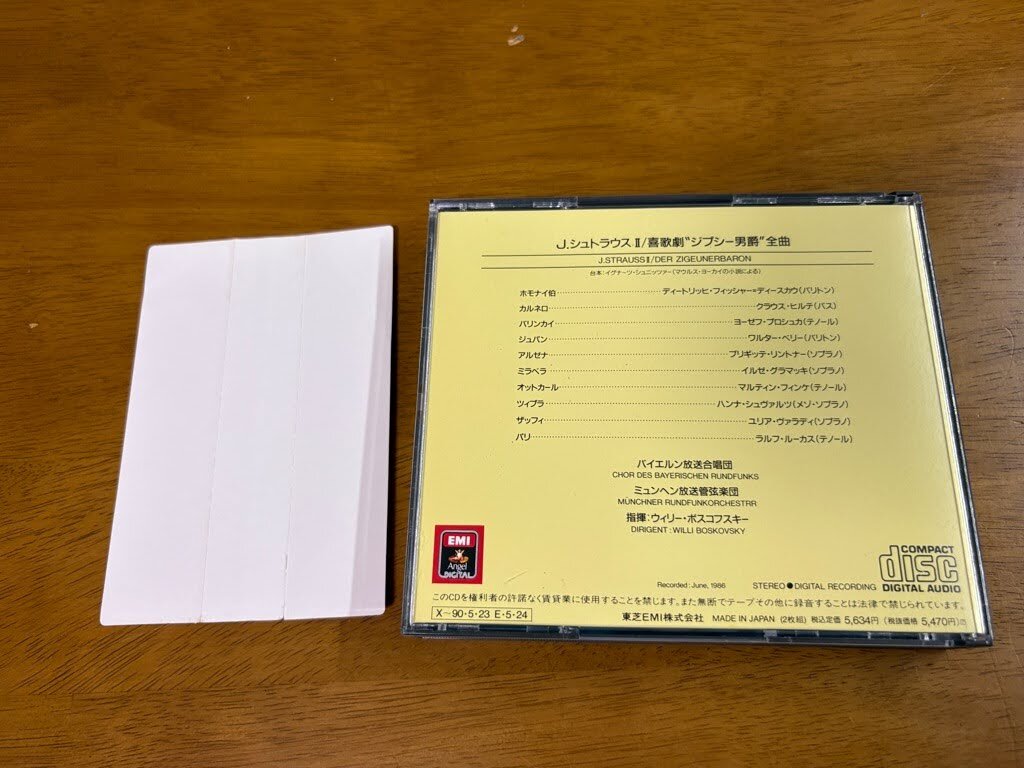 J.シュトラウスⅡ/喜歌劇"ジプシー男爵"全曲
J.STRAUSSⅡ/DER ZIGEUNERBARON
台本:イグナーツ・シュニッツァー(マウルス・ヨーカイの小説による)
ホモナイ伯……ディートリッヒ・フィッシャー=ディースカウ(バリトン)
カルネロ……クラウス・ヒルテ(バス)
バリンカイ……ヨーゼフ・プロシュカ(テノール)
ジュパン……ワルター・ベリー(バリトン)
アルゼナ……ブリギッテ・リントナー(ソプラノ)
ミラベラ……イルゼ・グラマツキ(ソプラノ)
オットカール……マルティン・フィンケ(テノール)
ツィプラ……ハンナ・シュヴァルツ(メゾ・ソプラノ)
ザッフィ……ユリア・ヴァラディ(ソプラノ)
パリ……ラルフ・ルーカス(テノール)
バイエルン放送合唱団
CHOR DES BAYERISCHEN RUNDFUNKS
ミュンヘン放送管弦楽団
MÜNCHNER RUNDFUNKORCHESTRR
指揮:ウィリー・ボスコフスキー
DIRIGENT:WILLI BOSKOVSKY
EMI
Angel
DIGITAL
COMPACT
disc
DIGITAL AUDIO
Recorded: June, 1986 STEREO●DIGITAL RECORDING
このCDを権利者の許諾なく賃貸業に使用することを禁じます。また無断でテープその他に録音することは法律で禁じられています。
X~90・5・23 E・5・24 東芝EMI株式会社 MADE IN JAPAN (2枚組) 税込定価 5,634円 (税抜価格 5,470円)